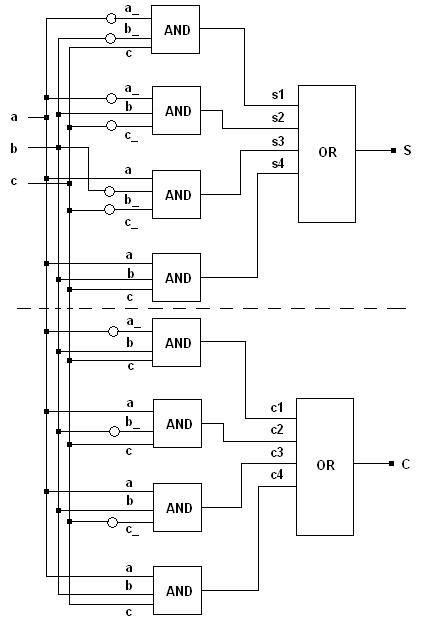 a_
b_
c
AND
a_
b
c_
AND
s1
s2
s3
s4
OR
S
a
b
c
a
b_
c_
AND
a
b
c
AND
a_
b
c
AND
a
b_
c
AND
c1
c2
c3
c4
OR
C
a
b
c_
AND
a
b
c
AND